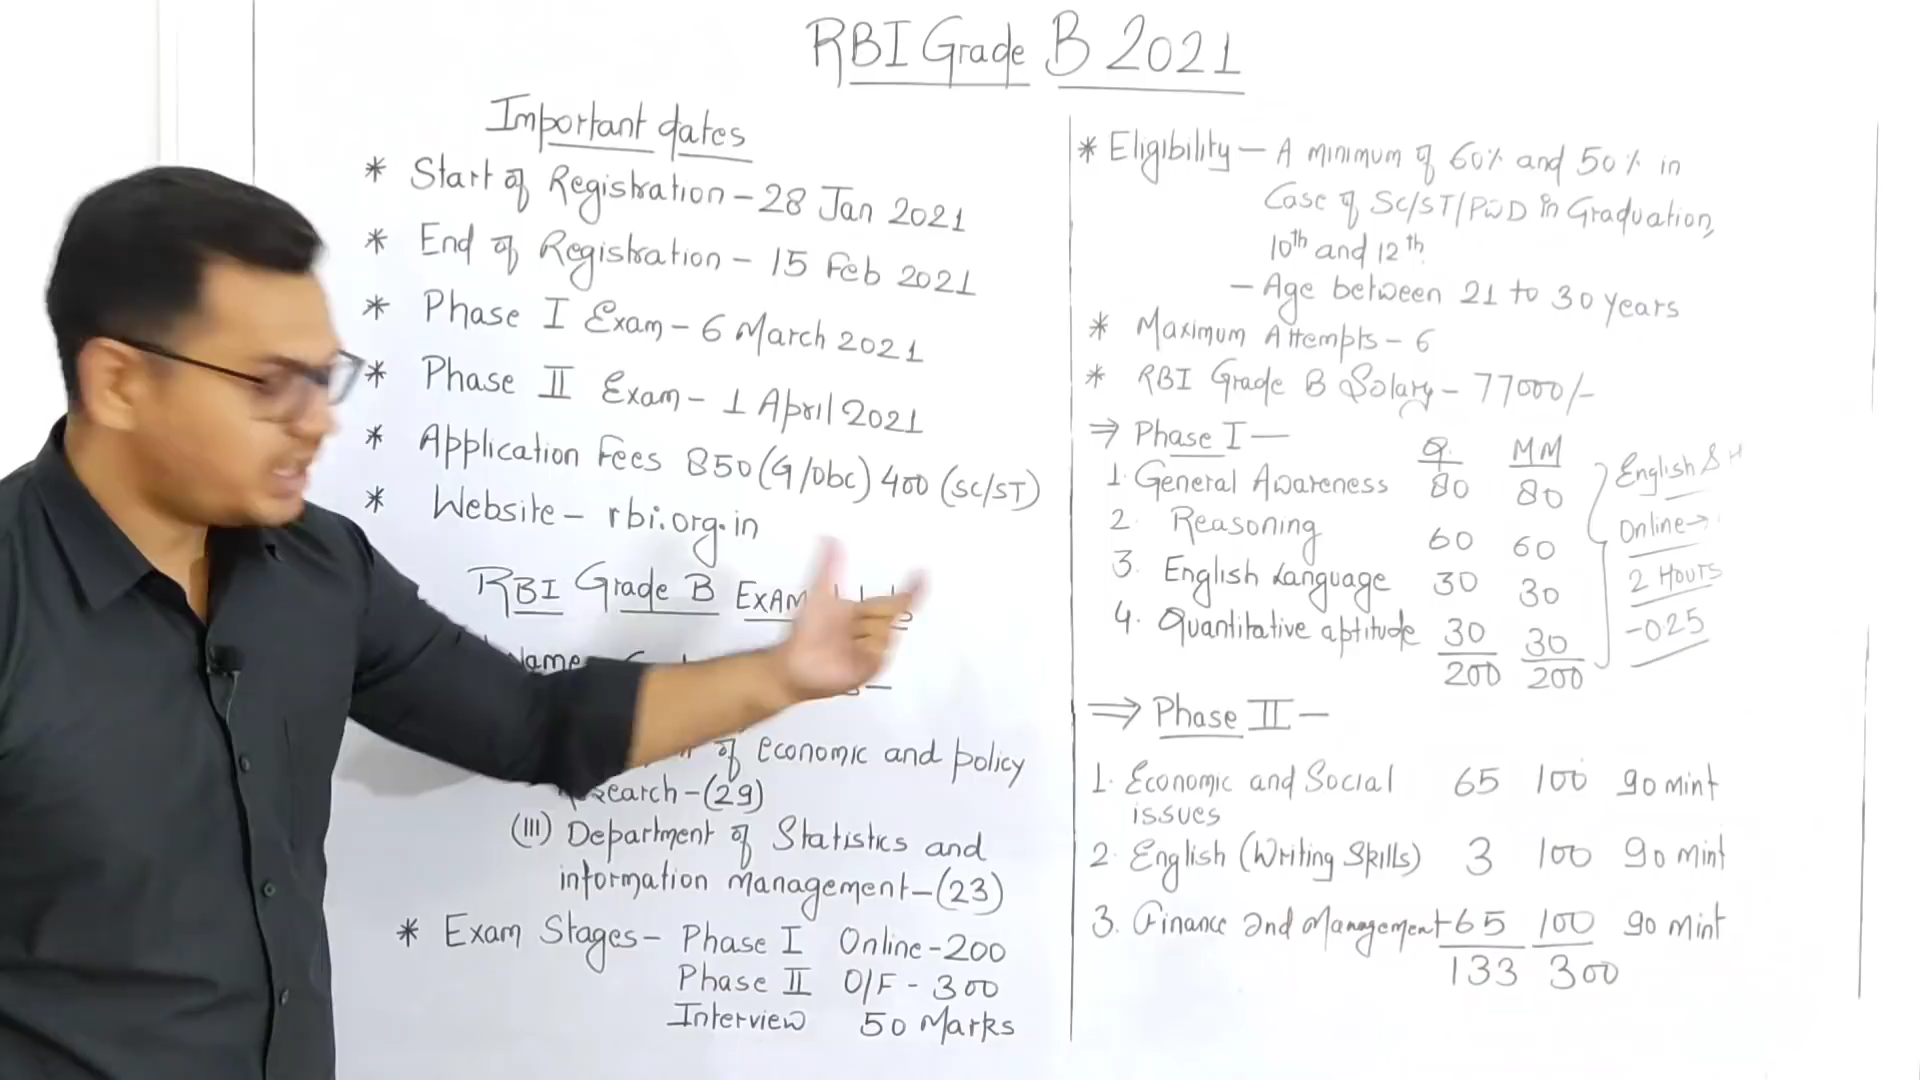 RBI Grade B 2021
Important dates
* Start of Registration - 28 Jan 2021
* End of Registration - 15 Feb 2021
* Phase I Exam - 6 March 2021
* Phase II Exam - 1 April 2021
* Application Fees 850 (G/obc) 400 (SC/ST)
* Website - rbi.org.in
RBI Grade B EXAM
Name
of economic and policy
research - (29)
(III) Department of Statistics and
information management - (23)
* Exam Stages - Phase I Online - 200
Phase II O/F - 300
Interview 50 Marks
* Eligibility - A minimum of 60% and 50% in
Case of SC/ST/PwD in Graduation,
10th and 12th.
- Age between 21 to 30 years
* Maximum Attempts - 6
* RBI Grade B Solary - 77000/-
⇒ Phase I -
Q. MM
1. General Awareness 80 80
2. Reasoning 60 60
3. English Language 30 30
4. Quantitative aptitude 30 30
200 200
English & H
Online →
2 Hours
-025
⇒ Phase II -
1. Economic and Social 65 100 90 mint
issues
2. English (Writing Skills) 3 100 90 mint
3. Finance and Management 65 100 90 mint
133 300